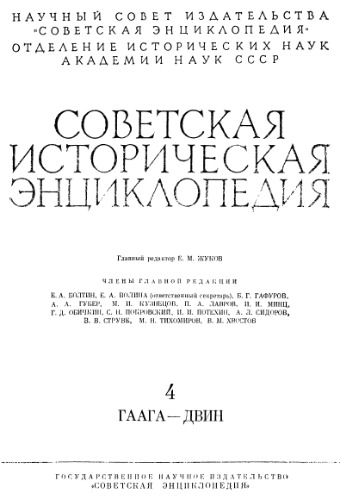 НАУЧНЫЙ СОВЕТ ИЗДАТЕЛЬСТВА
«СОВЕТСКАЯ ЭНЦИКЛОПЕДИЯ»
ОТДЕЛЕНИЕ ИСТОРИЧЕСКИХ НАУК
АКАДЕМИИ НАУК СССР
СОВЕТСКАЯ
ИСТОРИЧЕСКАЯ
ЭНЦИКЛОПЕДИЯ
Главный редактор Е. М. ЖУКОВ
ЧЛЕНЫ ГЛАВНОЙ РЕДАКЦИИ
Е. А. БОЛТИН, Е. А. ВОЛИНА (ответственный секретарь), Б. Г. ГАФУРОВ,
А. А. ГУБЕР, М. П. КУЗНЕЦОВ, П. А. ЛАВРОВ, И. И. МИНЦ,
Г. Д. ОБИЧКИН, С. Н. ПОКРОВСКИЙ, И. И. ПОТЕХИН, А. Л. СИДОРОВ,
В. В. СТРУВЕ, М. Н. ТИХОМИРОВ, В. М. ХВОСТОВ
4
ГААГА—ДВИН
ГОСУДАРСТВЕННОЕ НАУЧНОЕ ИЗДАТЕЛЬСТВО
«СОВЕТСКАЯ ЭНЦИКЛОПЕДИЯ»